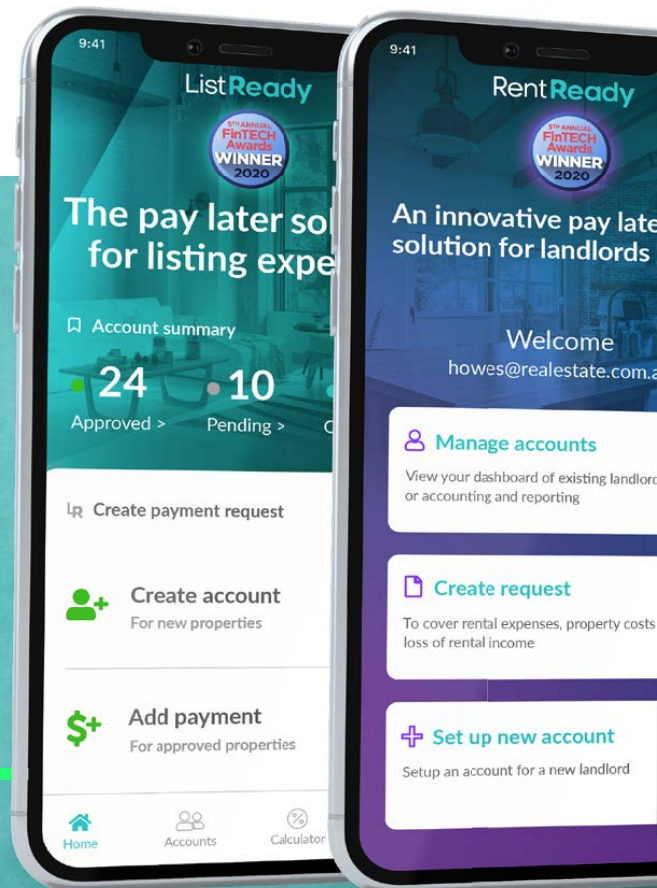 9:41
ListReady
5TH ANNUAL
FinTECH
Awards
WINNER
2020
The pay later sol
for listing expe
Account summary
24
10
Approved >
Pending >
C
LR Create payment request
Create account
For new properties
Add payment
For approved properties
Home
Accounts
Calculator
9:41
RentReady
5TH ANNUAL
FinTECH
Awards
WINNER
2020
An innovative pay late
solution for landlords
Welcome
howes@realestate.com.a
Manage accounts
View your dashboard of existing landlord
or accounting and reporting
Create request
To cover rental expenses, property costs
loss of rental income
Set up new account
Setup an account for a new landlord